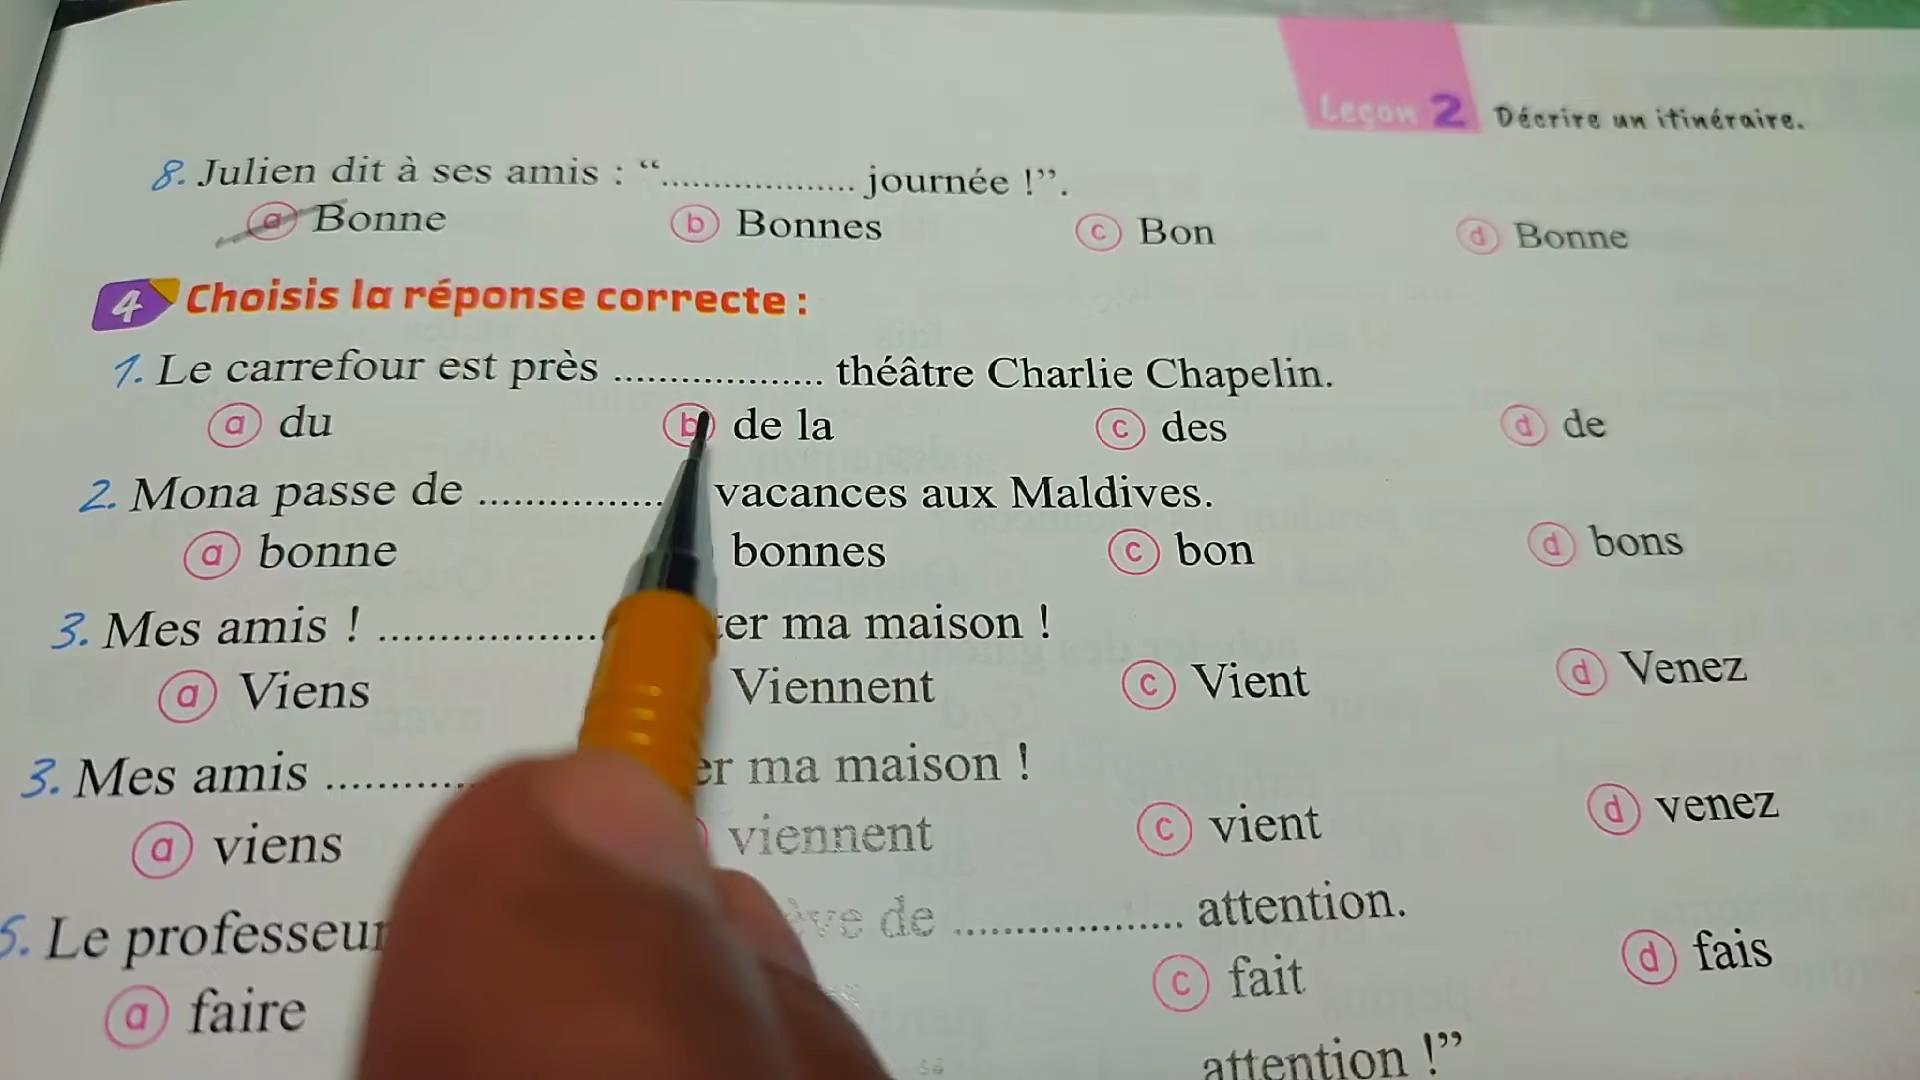 Leçon 2 Décrire un itinéraire.
8. Julien dit à ses amis : “................... journée !”.
a Bonne b Bonnes c Bon d Bonne
4 Choisis la réponse correcte :
1. Le carrefour est près ................... théâtre Charlie Chapelin.
a du b de la c des d de
2. Mona passe de ................ vacances aux Maldives.
a bonne bonnes c bon d bons
3. Mes amis ! .................. ter ma maison !
a Viens Viennent c Vient d Venez
3. Mes amis ............ er ma maison !
a viens viennent c vient d venez
5. Le professeur ève de ................... attention.
a faire c fait d fais
attention !”